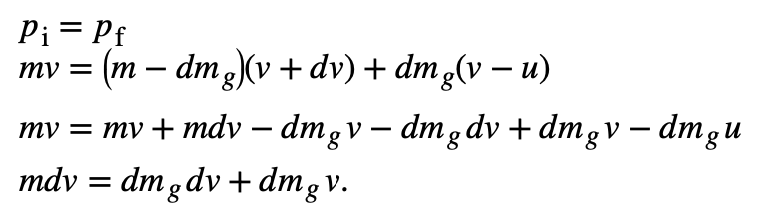 p_i = p_f
mv = (m − dm_g)(v + dv) + dm_g(v − u)
mv = mv + mdv − dm_g v − dm_g dv + dm_g v − dm_g u
mdv = dm_g dv + dm_g v.